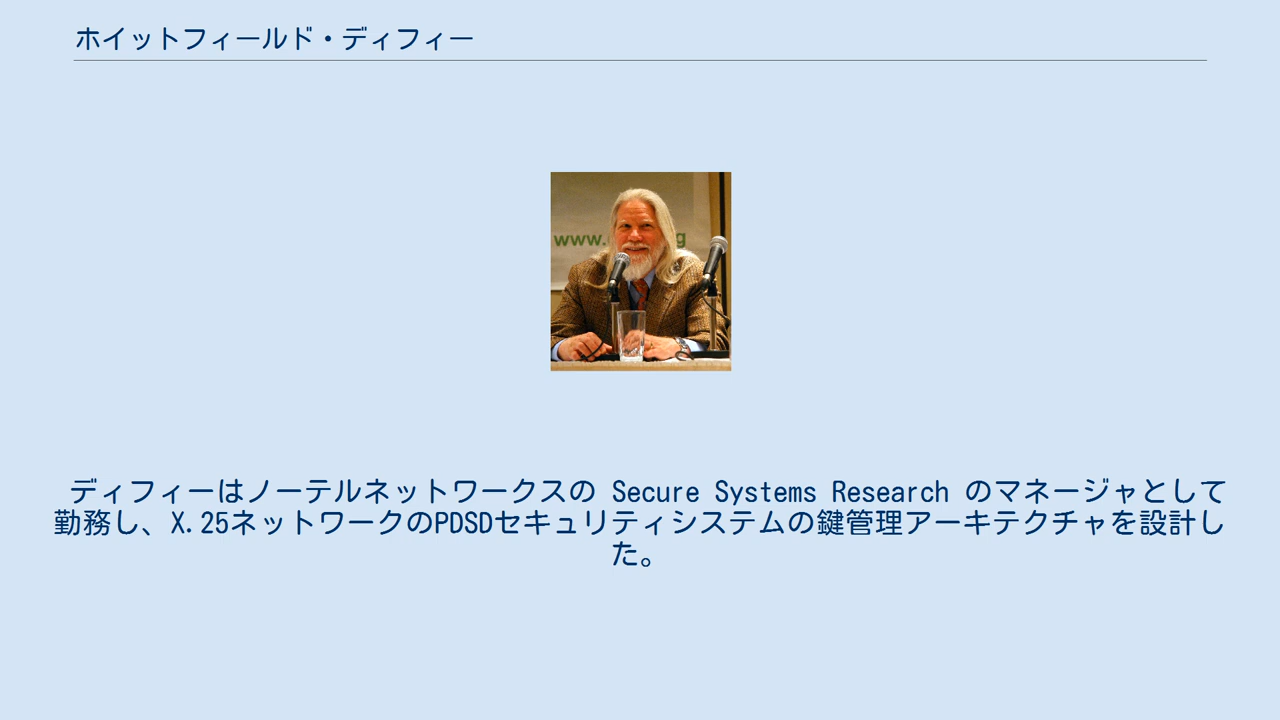 ホイットフィールド・ディフィー
www.
g
ディフィーはノーテルネットワークスの Secure Systems Research のマネージャとして
勤務し、X.25ネットワークのPDSDセキュリティシステムの鍵管理アーキテクチャを設計し
た。